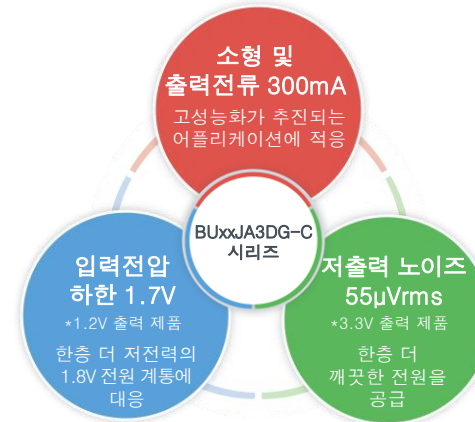 소형 및
출력전류 300mA
고성능화가 추진되는
어플리케이션에 적응
BUxxJA3DG-C
시리즈
입력전압
하한 1.7V
*1.2V 출력 제품
한층 더 저전력의
1.8V 전원 계통에
대응
저출력 노이즈
55μVrms
*3.3V 출력 제품
한층 더
깨끗한 전원을
공급